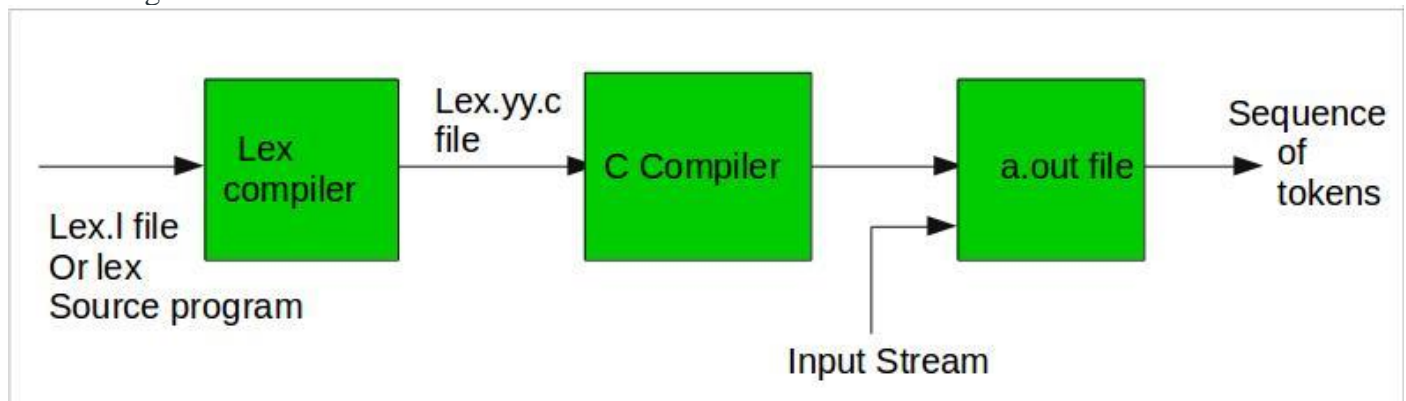 Lex.l file
Or lex
Source program
Lex
compiler
Lex.yy.c
file
C Compiler
a.out file
Input Stream
Sequence
of
tokens